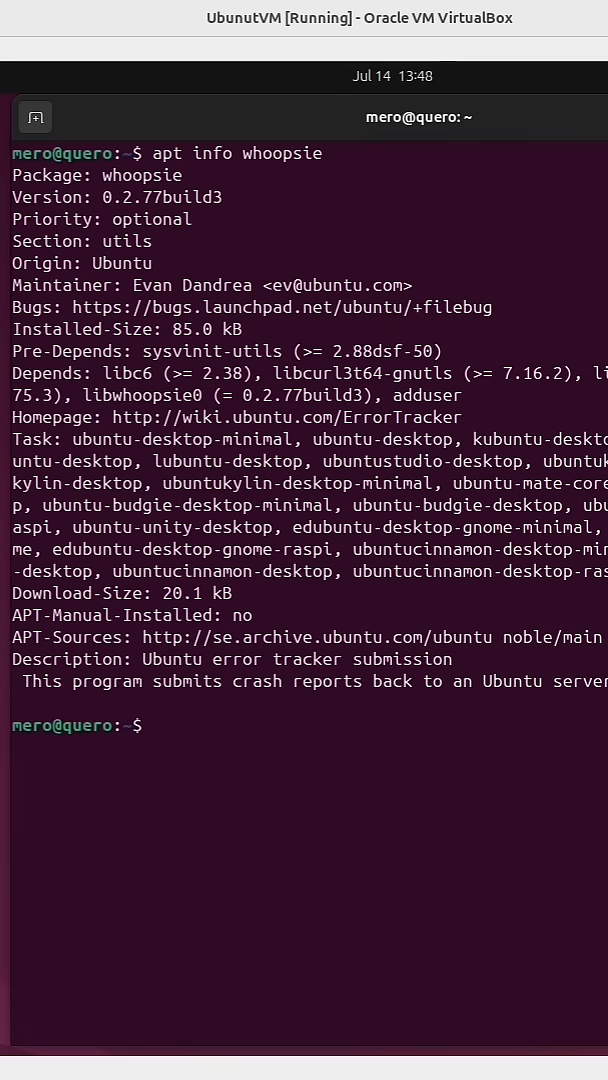 UbunutVM [Running] - Oracle VM VirtualBox
Jul 14 13:48
mero@quero: ~
mero@quero:~$ apt info whoopsie
Package: whoopsie
Version: 0.2.77build3
Priority: optional
Section: utils
Origin: Ubuntu
Maintainer: Evan Dandrea <ev@ubuntu.com>
Bugs: https://bugs.launchpad.net/ubuntu/+filebug
Installed-Size: 85.0 kB
Pre-Depends: sysvinit-utils (>= 2.88dsf-50)
Depends: libc6 (>= 2.38), libcurl3t64-gnutls (>= 7.16.2), li
75.3), libwhoopsie0 (= 0.2.77build3), adduser
Homepage: http://wiki.ubuntu.com/ErrorTracker
Task: ubuntu-desktop-minimal, ubuntu-desktop, kubuntu-deskto
untu-desktop, lubuntu-desktop, ubuntustudio-desktop, ubuntuk
kylin-desktop, ubuntukylin-desktop-minimal, ubuntu-mate-core
p, ubuntu-budgie-desktop-minimal, ubuntu-budgie-desktop, ubu
aspi, ubuntu-unity-desktop, edubuntu-desktop-gnome-minimal,
me, edubuntu-desktop-gnome-raspi, ubuntucinnamon-desktop-min
-desktop, ubuntucinnamon-desktop, ubuntucinnamon-desktop-ras
Download-Size: 20.1 kB
APT-Manual-Installed: no
APT-Sources: http://se.archive.ubuntu.com/ubuntu noble/main
Description: Ubuntu error tracker submission
This program submits crash reports back to an Ubuntu server
mero@quero:~$